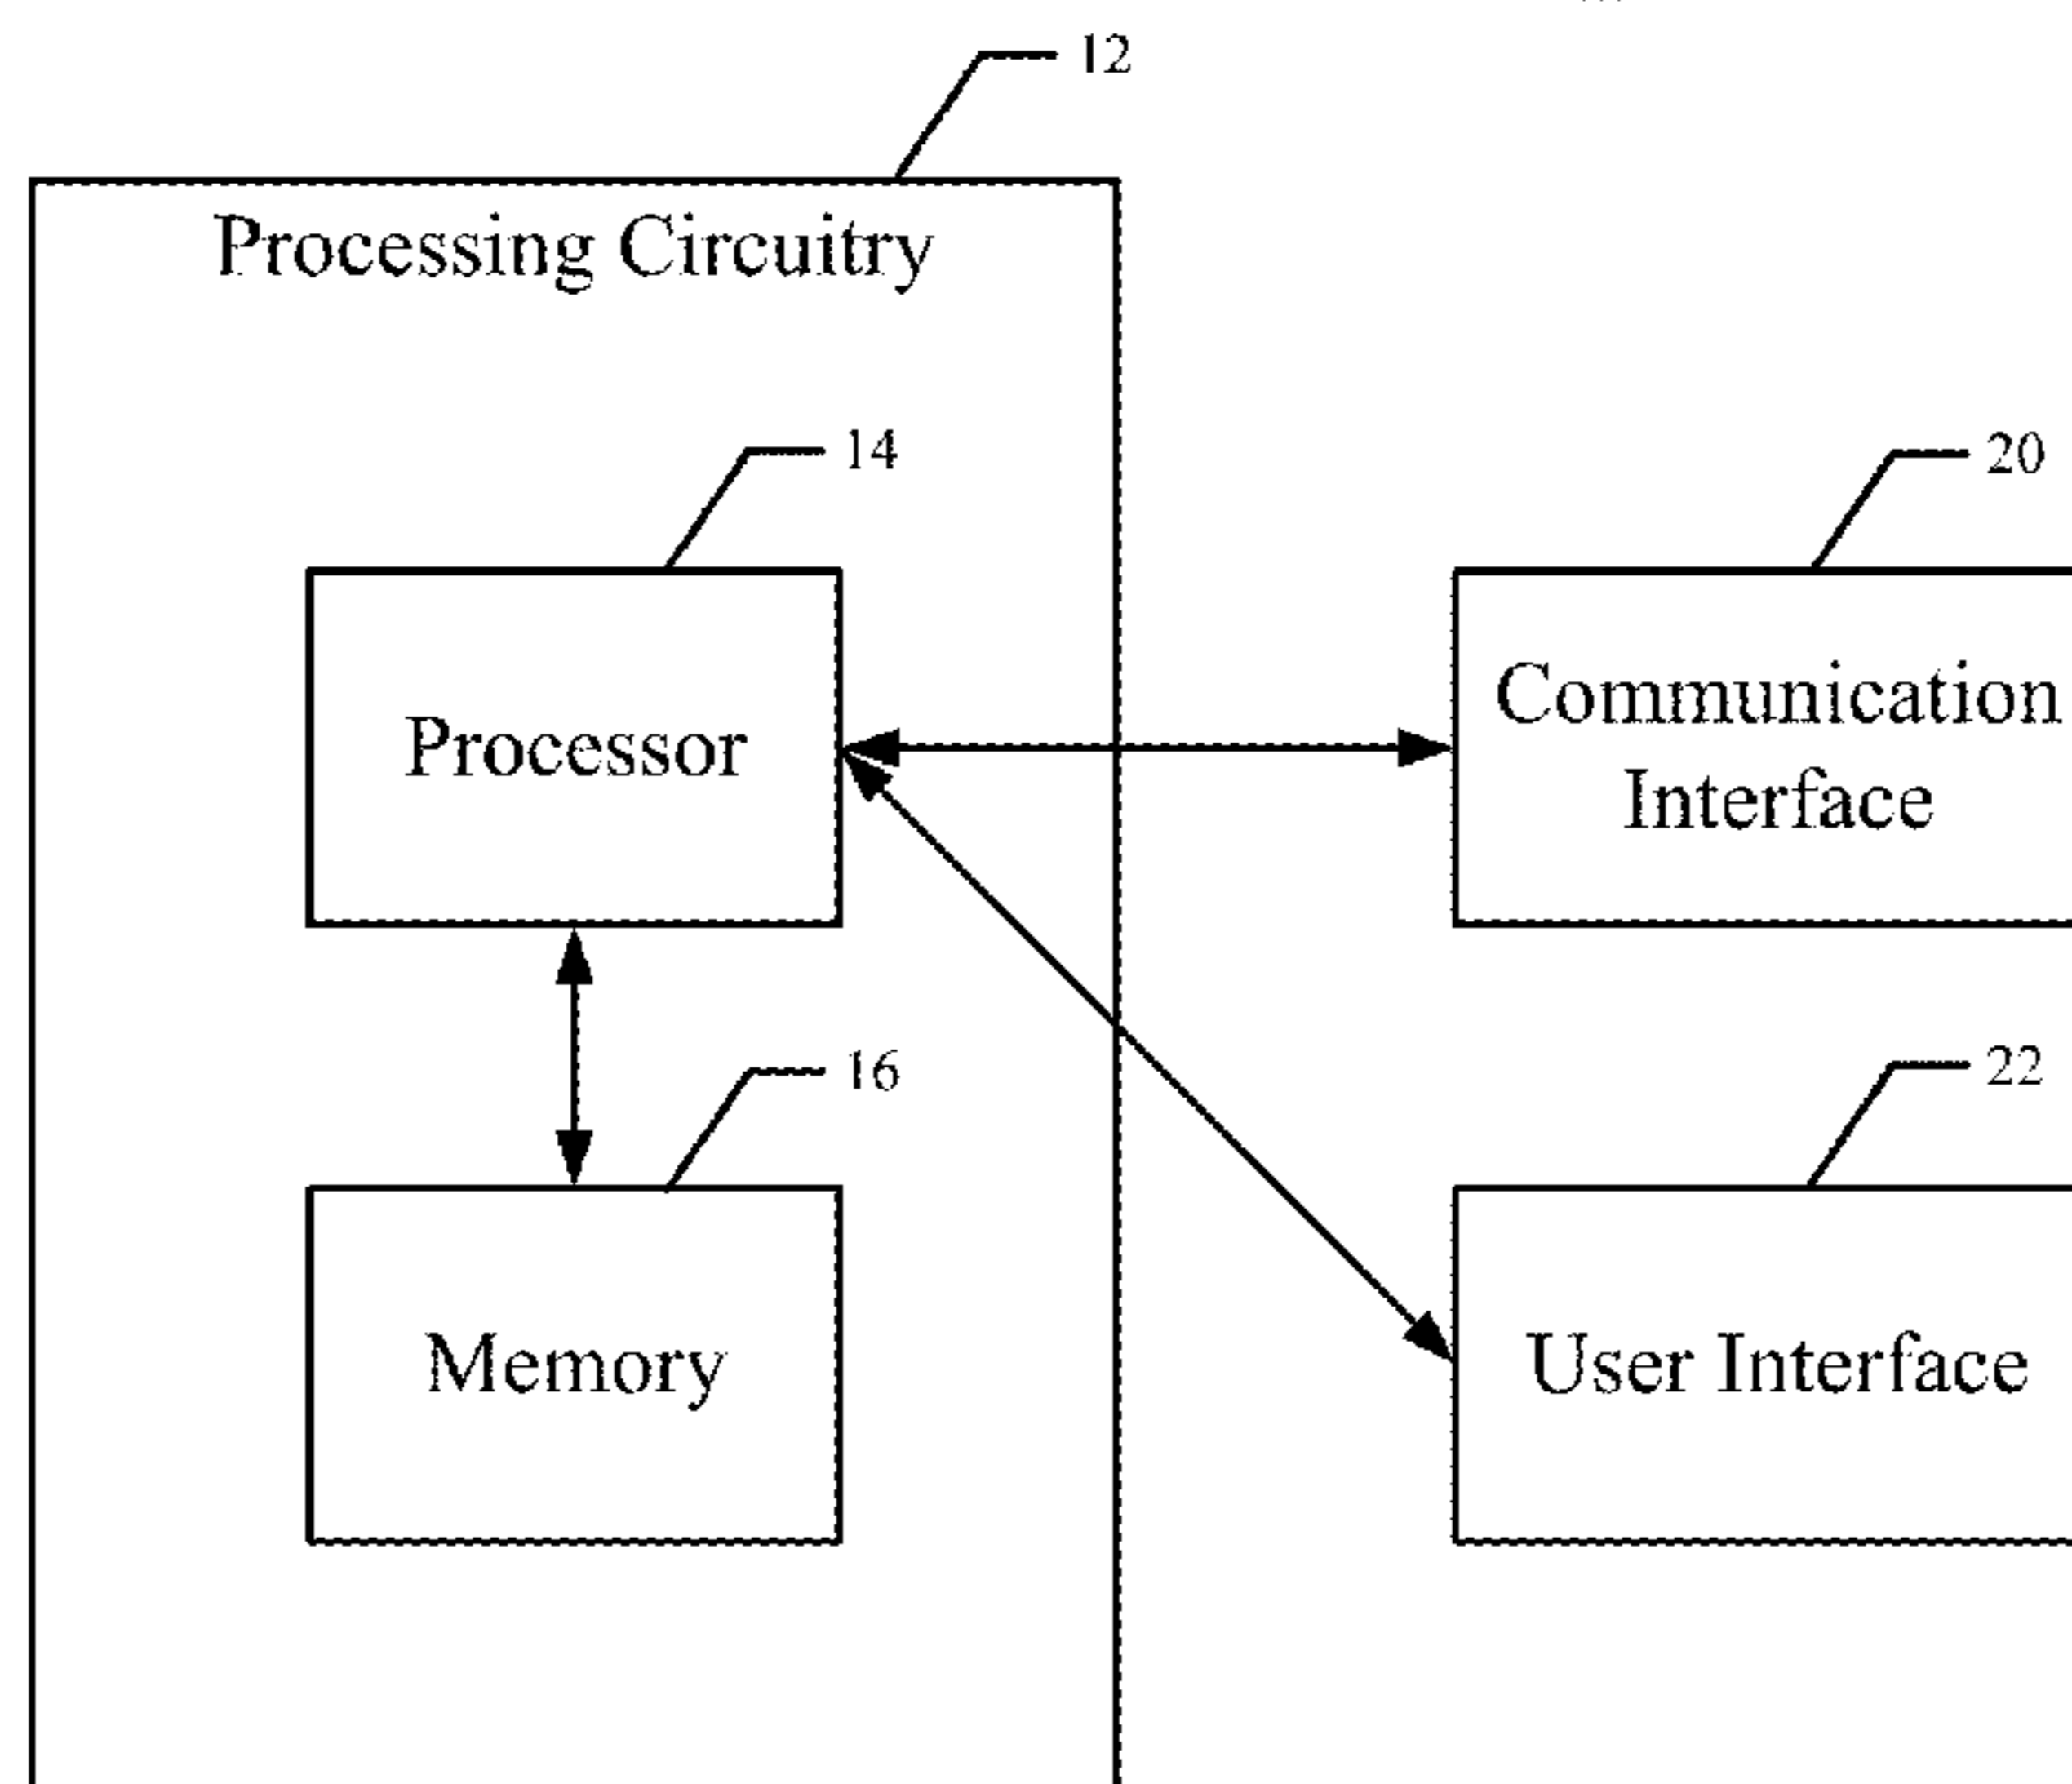 12
Processing Circuitry
14
20
Processor
Communication
Interface
16
22
Memory
User Interface